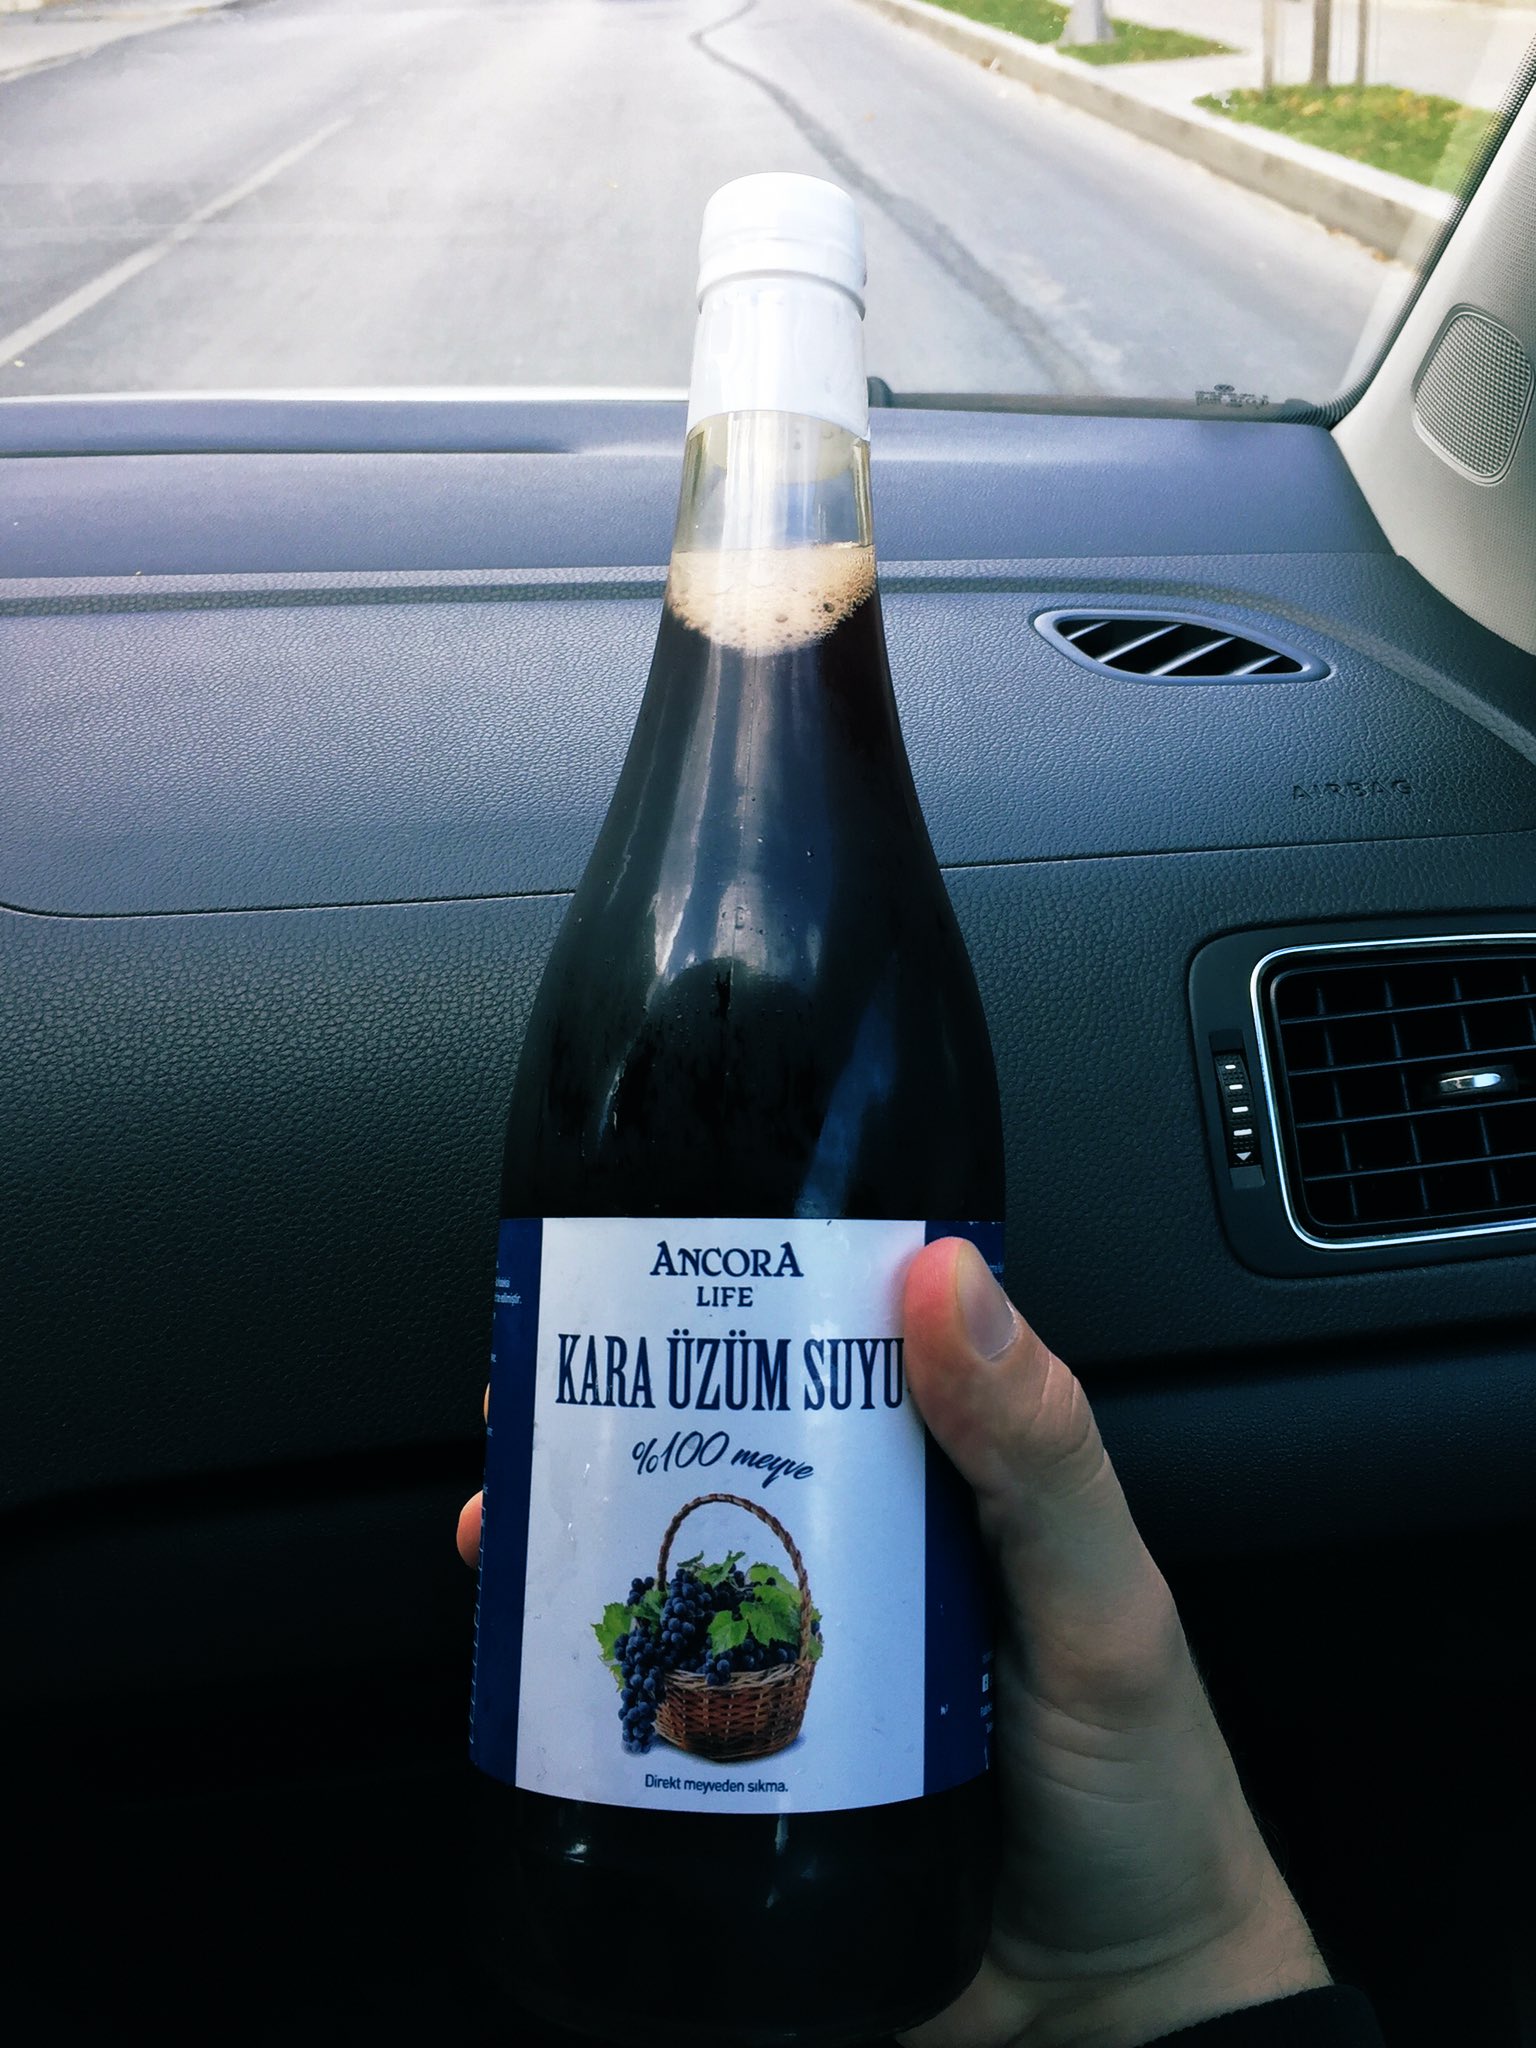 AIRBAG
ANCORA
LIFE
KARA ÜZÜM SUYU
%100 meyve
Direkt meyveden sıkma.